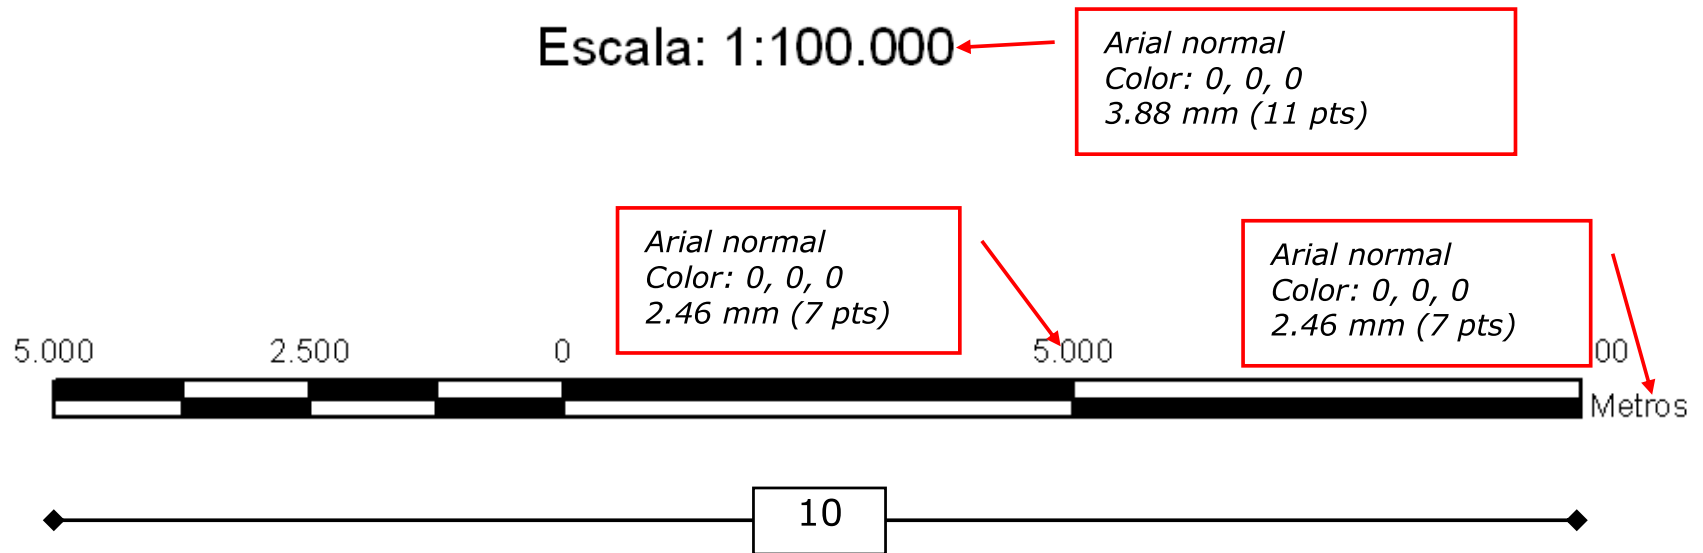 Escala: 1:100.000
Arial normal
Color: 0, 0, 0
3.88 mm (11 pts)
Arial normal
Color: 0, 0, 0
2.46 mm (7 pts)
Arial normal
Color: 0, 0, 0
2.46 mm (7 pts)
5.000 2.500 0 5.000 00
Metros
10